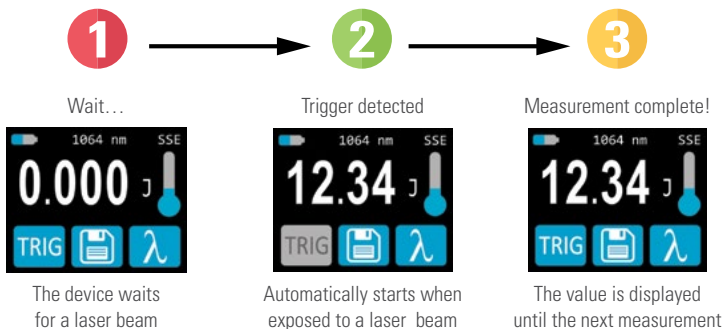 1
2
3
Wait...
Trigger detected
Measurement complete!
1064 nm SSE
0.000 J
TRIG λ
1064 nm SSE
12.34 J
TRIG λ
1064 nm SSE
12.34 J
TRIG λ
The device waits
for a laser beam
Automatically starts when
exposed to a laser beam
The value is displayed
until the next measurement